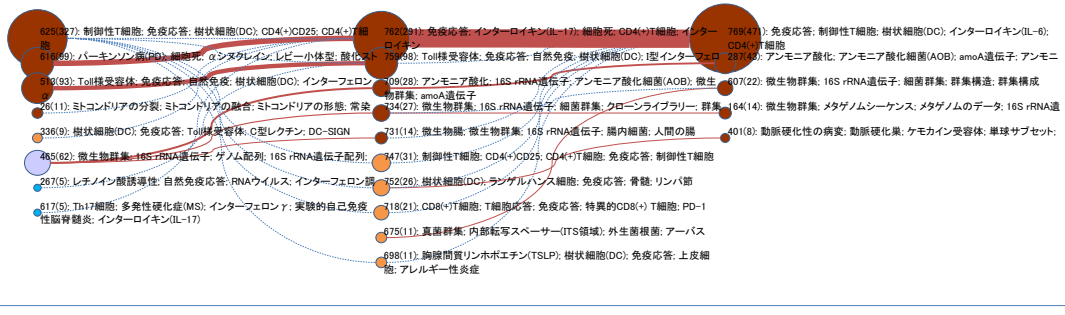 625(327): 制御性T細胞; 免疫応答; 樹状細胞(DC); CD4(+)CD25; CD4(+)T細
胞
616(99): パーキンソン病(PD); 細胞死; αシヌクレイン; レビー小体型; 酸化スト
513(93): Toll様受容体; 免疫応答; 自然免疫; 樹状細胞(DC); インターフェロン
α
26(11): ミトコンドリアの分裂; ミトコンドリアの融合; ミトコンドリアの形態; 常染
336(9): 樹状細胞(DC); 免疫応答; Toll様受容体; C型レクチン; DC-SIGN
465(62): 微生物群集; 16S rRNA遺伝子; ゲノム配列; 16S rRNA遺伝子配列;
267(5): レチノイン酸誘導性; 自然免疫応答; RNAウイルス; インターフェロン調
617(5): Th17細胞; 多発性硬化症(MS); インターフェロンγ; 実験的自己免疫
性脳脊髄炎; インターロイキン(IL-17)
762(291): 免疫応答; インターロイキン(IL-17); 細胞死; CD4(+)T細胞; インター
ロイキン
759(98): Toll様受容体; 免疫応答; 自然免疫; 樹状細胞(DC); I型インターフェロ
709(28): アンモニア酸化; 16S rRNA遺伝子; アンモニア酸化細菌(AOB); 微生
物群集; amoA遺伝子
734(27): 微生物群集; 16S rRNA遺伝子; 細菌群集; クローンライブラリー; 群集
731(14): 微生物腸; 微生物群集; 16S rRNA遺伝子; 腸内細菌; 人間の腸
747(31): 制御性T細胞; CD4(+)CD25; CD4(+)T細胞; 免疫応答; 制御性T細胞
752(26): 樹状細胞(DC); ランゲルハンス細胞; 免疫応答; 骨髄; リンパ節
718(21): CD8(+)T細胞; T細胞応答; 免疫応答; 特異的CD8(+) T細胞; PD-1
675(11): 真菌群集; 内部転写スペーサー(ITS領域); 外生菌根菌; アーバス
698(11): 胸腺間質リンホポエチン(TSLP); 樹状細胞(DC); 免疫応答; 上皮細
胞; アレルギー性炎症
769(471): 免疫応答; 制御性T細胞; 樹状細胞(DC); インターロイキン(IL-6);
CD4(+)T細胞
287(43): アンモニア酸化; アンモニア酸化細菌(AOB); amoA遺伝子; アンモニ
607(22): 微生物群集; 16S rRNA遺伝子; 細菌群集; 群集構造; 群集構成
164(14): 微生物群集; メタゲノムシーケンス; メタゲノムのデータ; 16S rRNA遺
401(8): 動脈硬化性の病変; 動脈硬化巣; ケモカイン受容体; 単球サブセット;